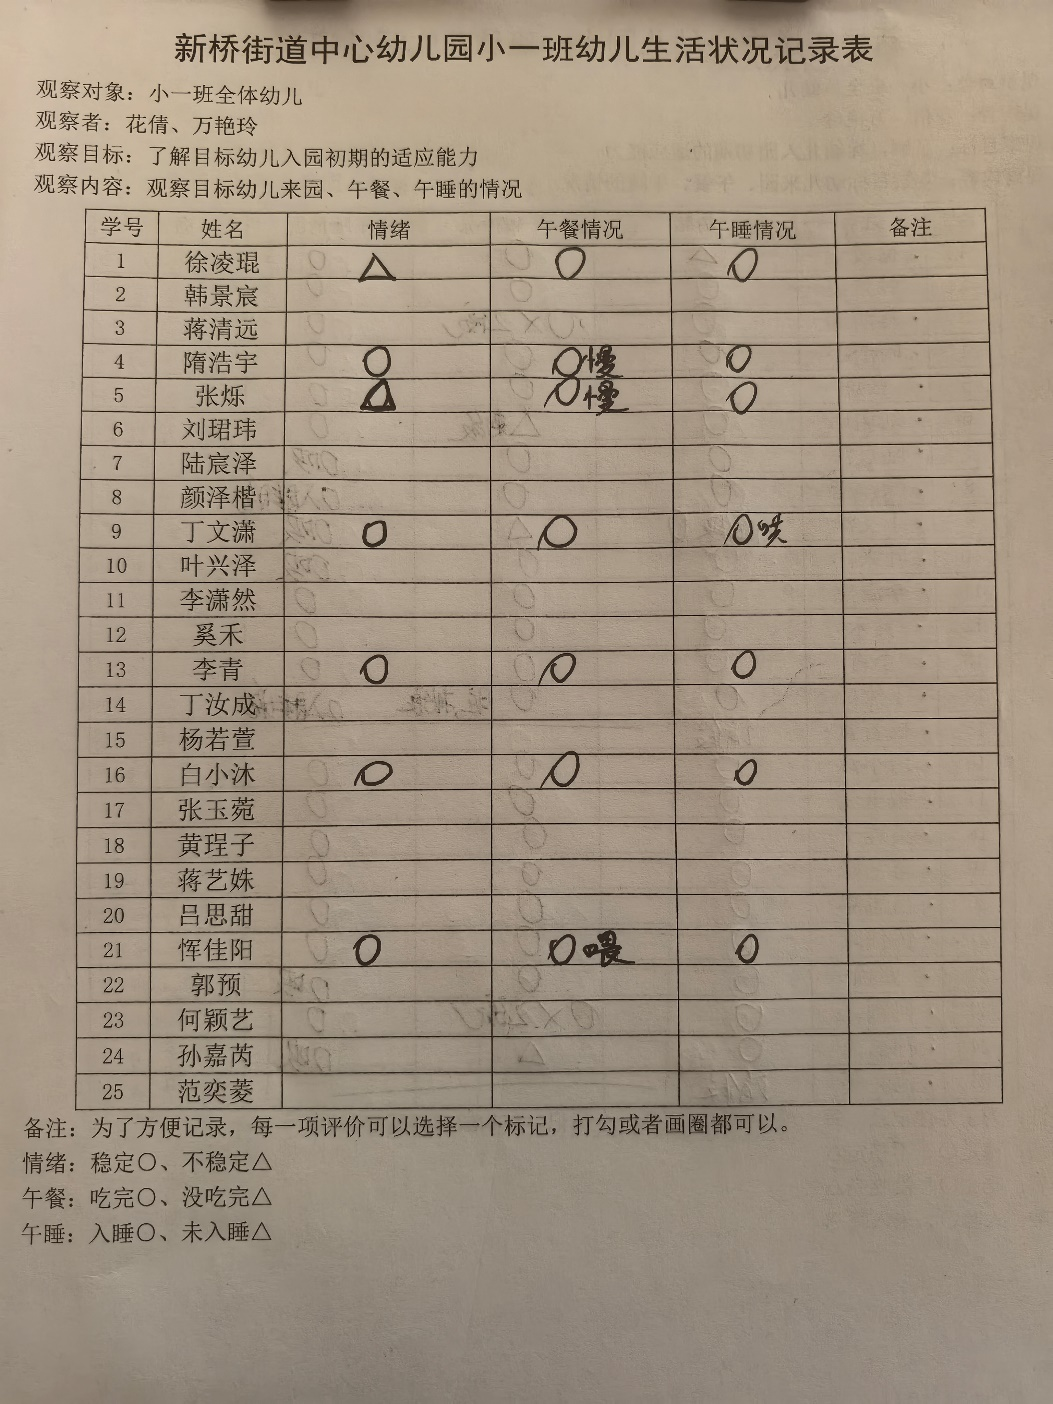 新桥街道中心幼儿园小一班幼儿生活状况记录表
观察对象：小一班全体幼儿
观察者：花倩、万艳玲
观察目标：了解目标幼儿入园初期的适应能力
观察内容：观察目标幼儿来园、午餐、午睡的情况
学号 姓名 情绪 午餐情况 午睡情况 备注
1 徐凌琨 △ ○ ○
2 韩景宸
3 蒋清远
4 隋浩宇 ○ ○慢 ○
5 张烁 △ ○慢 ○
6 刘珺玮
7 陆宸泽
8 颜泽楷
9 丁文潇 ○ ○ ○哄
10 叶兴泽
11 李潇然
12 奚禾
13 李青 ○ ○ ○
14 丁汝成
15 杨若萱
16 白小沐 ○ ○ ○
17 张玉菀
18 黄珵子
19 蒋艺姝
20 吕思甜
21 恽佳阳 ○ ○喂 ○
22 郭预
23 何颖艺
24 孙嘉芮
25 范奕菱
备注：为了方便记录，每一项评价可以选择一个标记，打勾或者画圈都可以。
情绪：稳定○、不稳定△
午餐：吃完○、没吃完△
午睡：入睡○、未入睡△